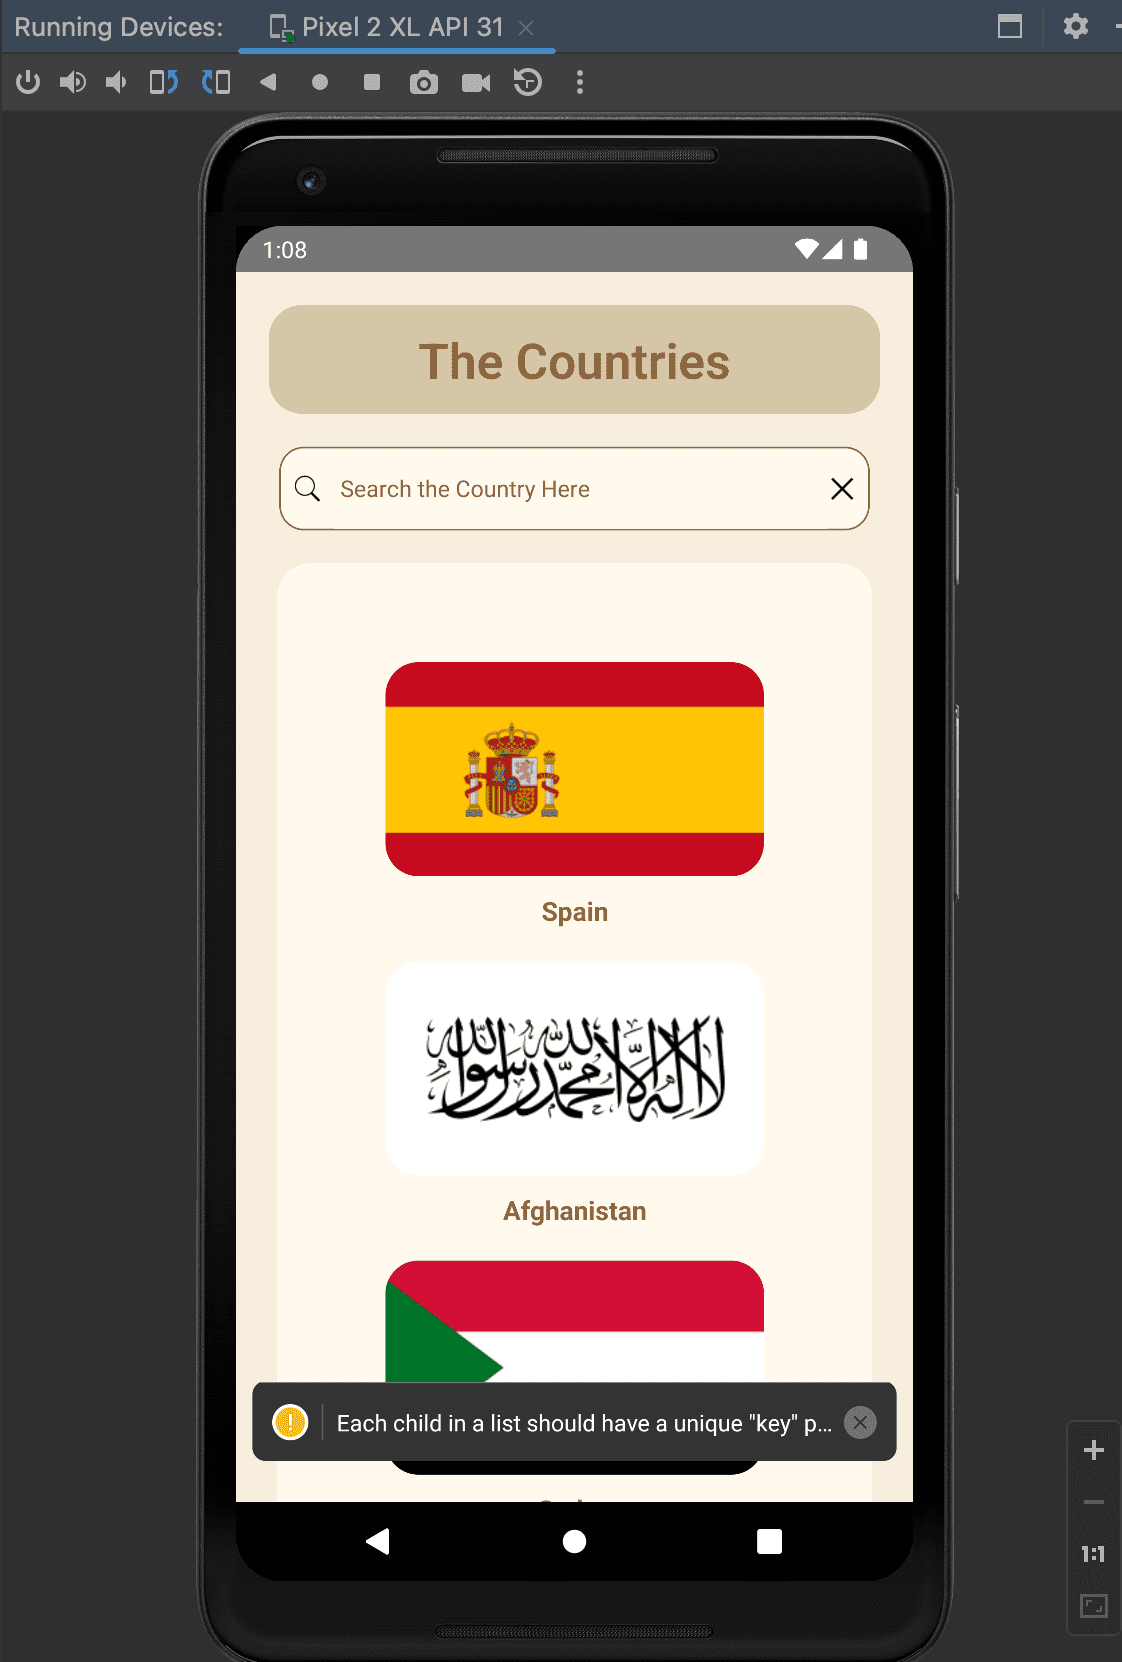 Running Devices: Pixel 2 XL API 31
1:08
The Countries
Search the Country Here
Spain
لا إله إلا الله محمد رسول الله
Afghanistan
Each child in a list should have a unique "key" p...
1:1